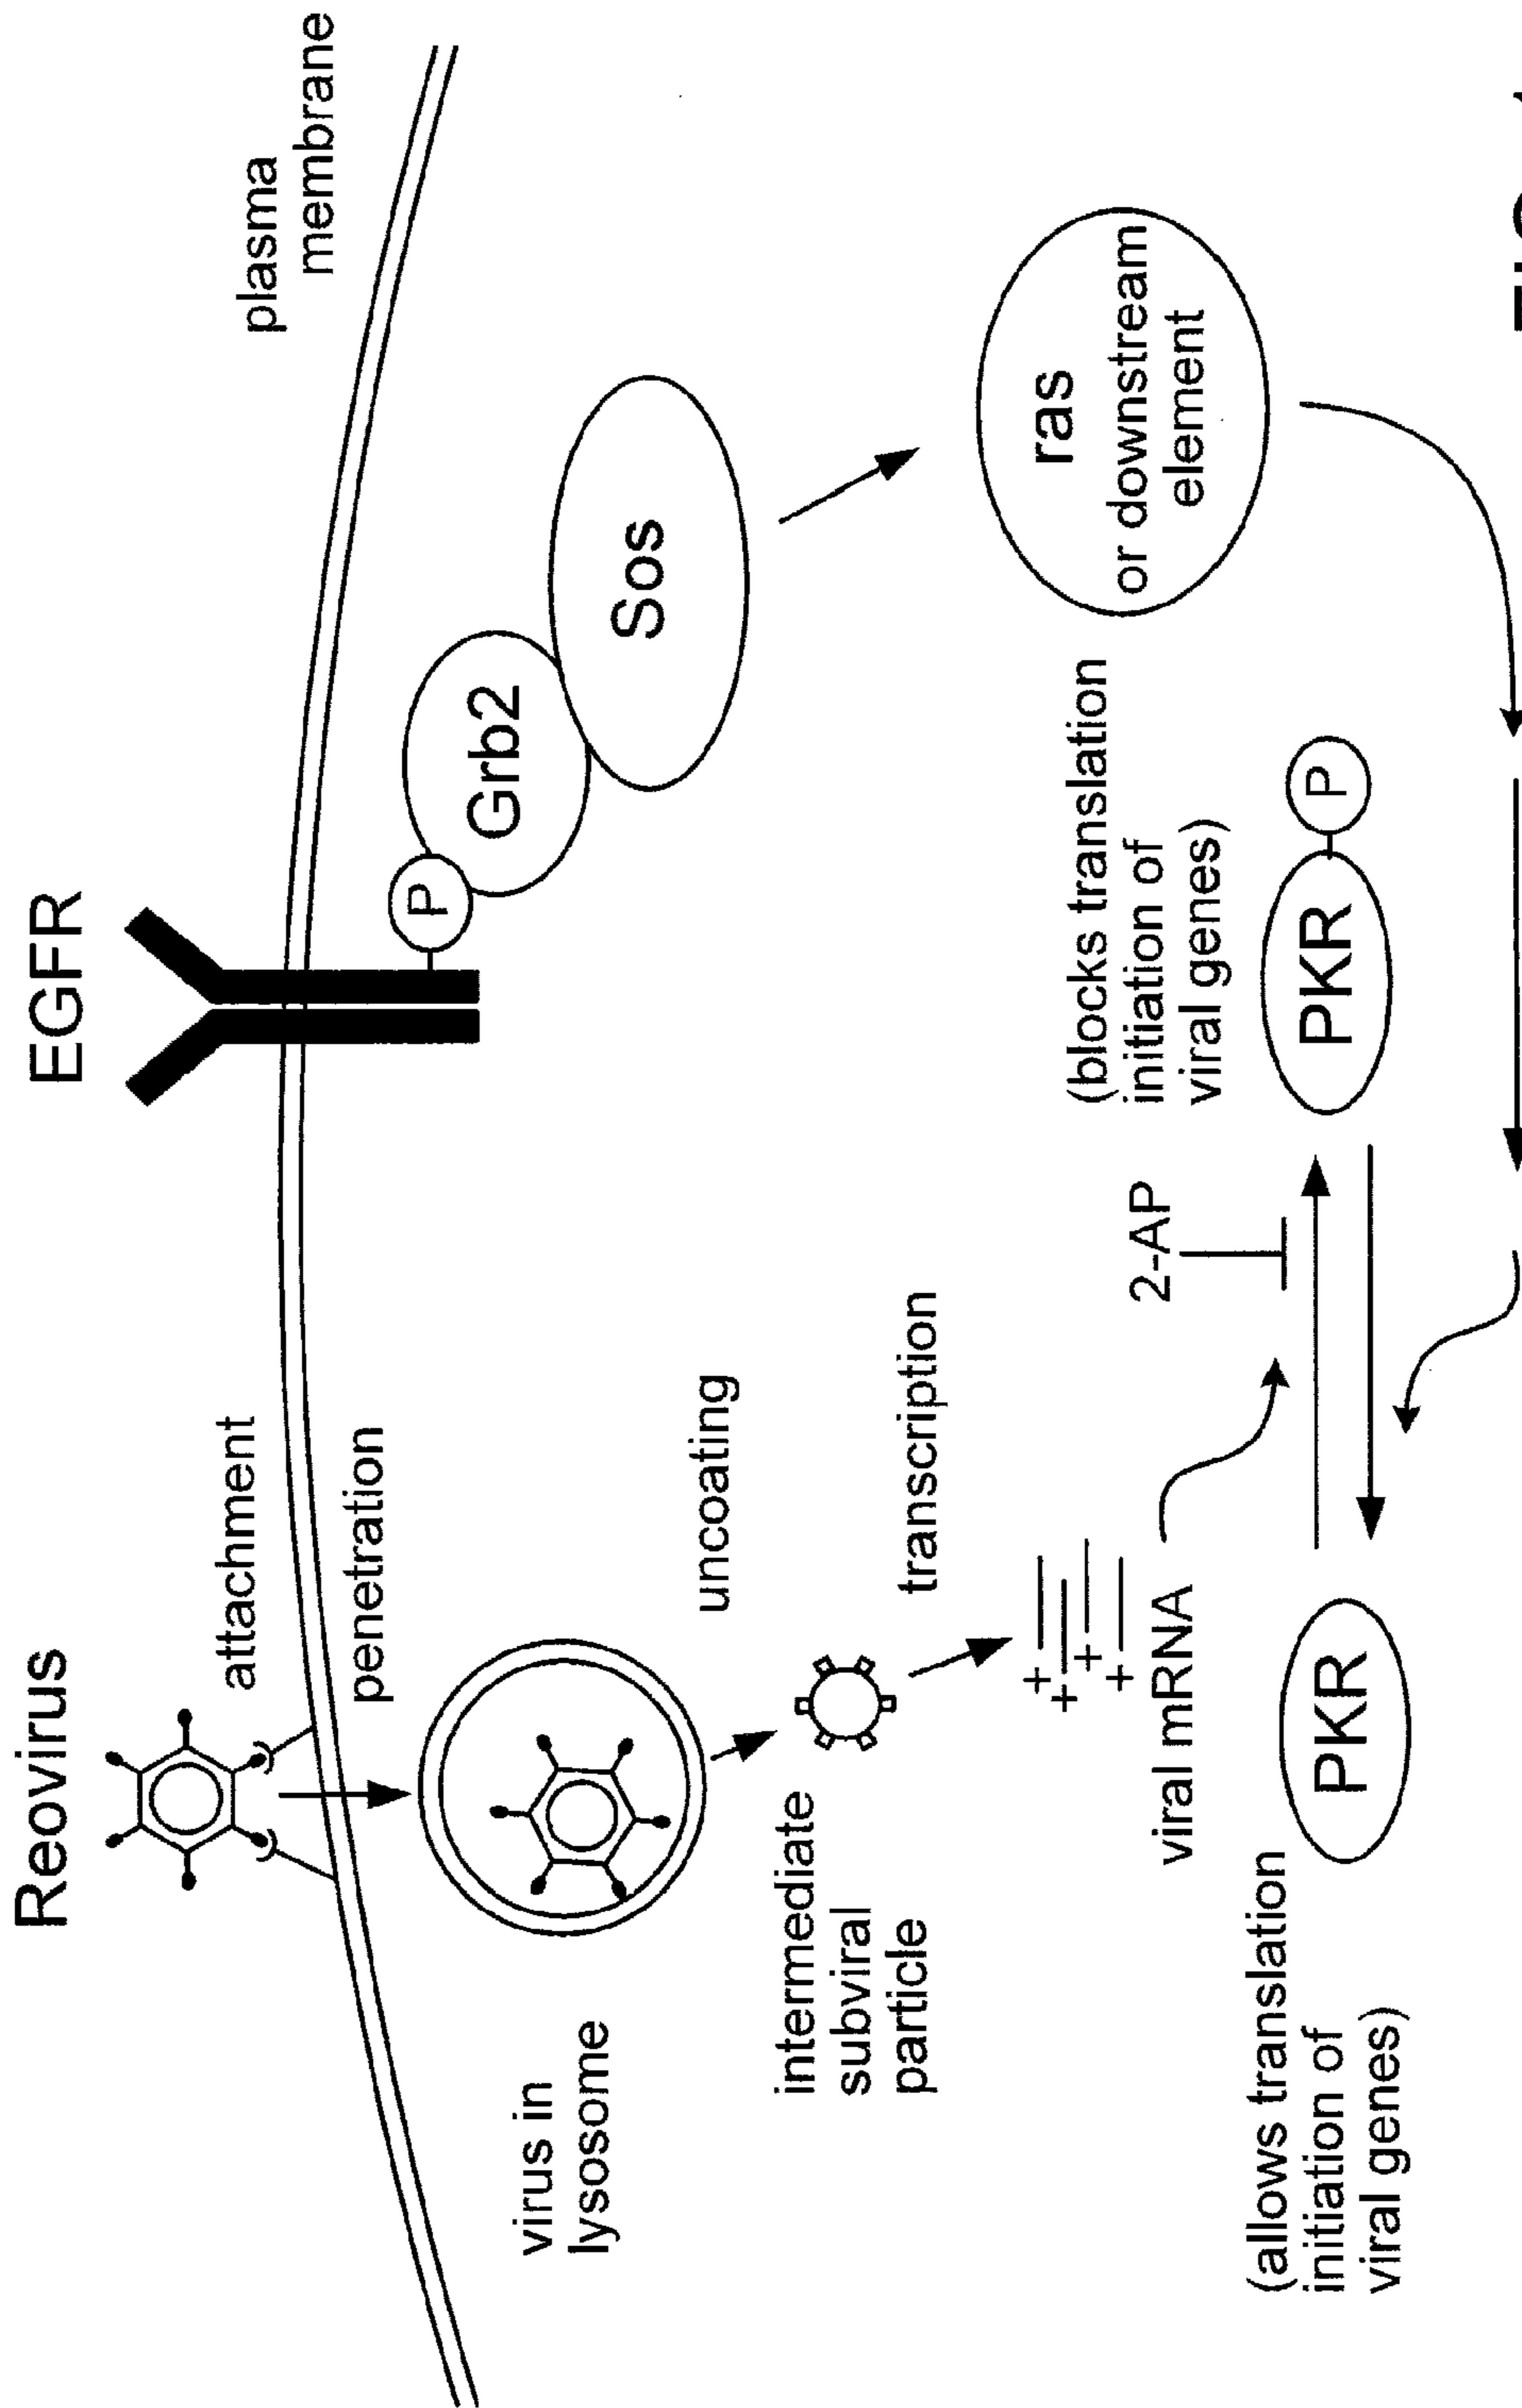 Reovirus
EGFR
attachment
plasma
membrane
penetration
P
Grb2
Sos
virus in
lysosome
uncoating
intermediate
subviral
particle
transcription
ras
or downstream
element
+
+
+
+
viral mRNA
2-AP
(blocks translation
initiation of
viral genes)
(allows translation
initiation of
viral genes)
PKR
PKR
P